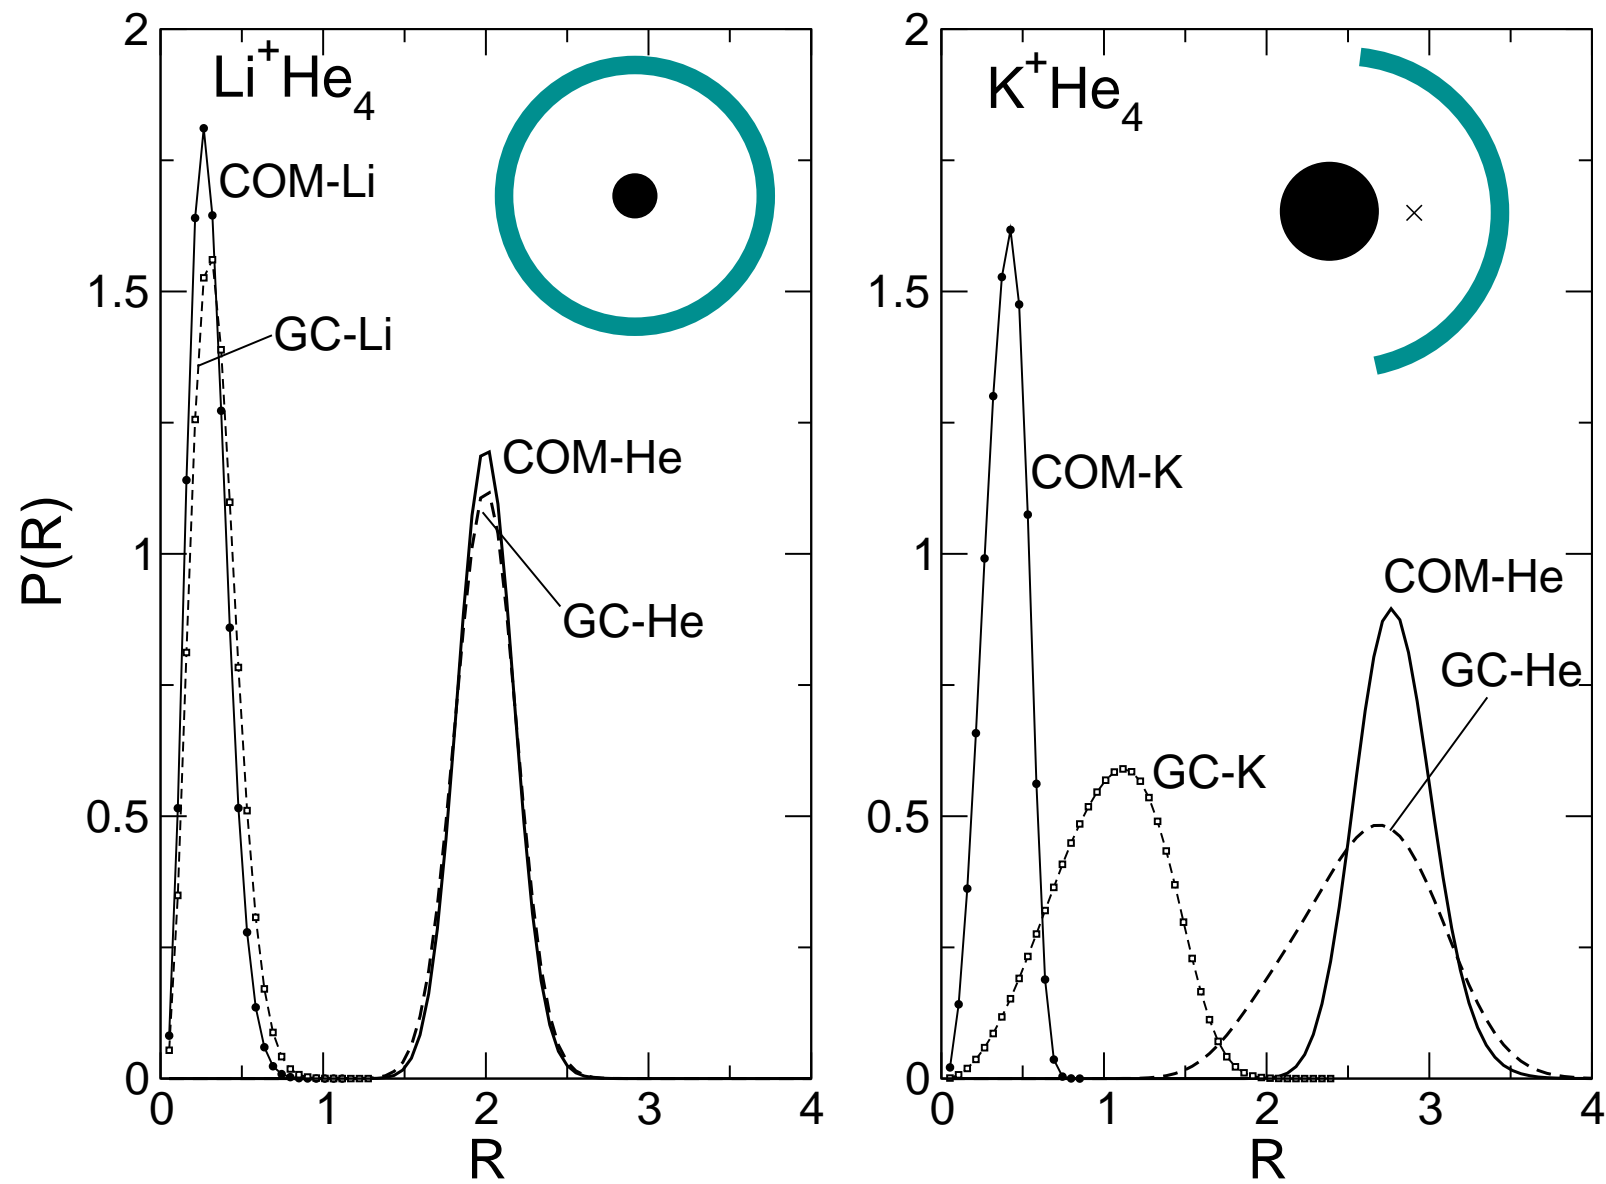 Li⁺He₄
COM-Li
GC-Li
COM-He
GC-He
P(R)
2
1.5
1
0.5
0
0 1 2 3 4
R
K⁺He₄
COM-K
COM-He
GC-He
GC-K
2
1.5
1
0.5
0
0 1 2 3 4
R